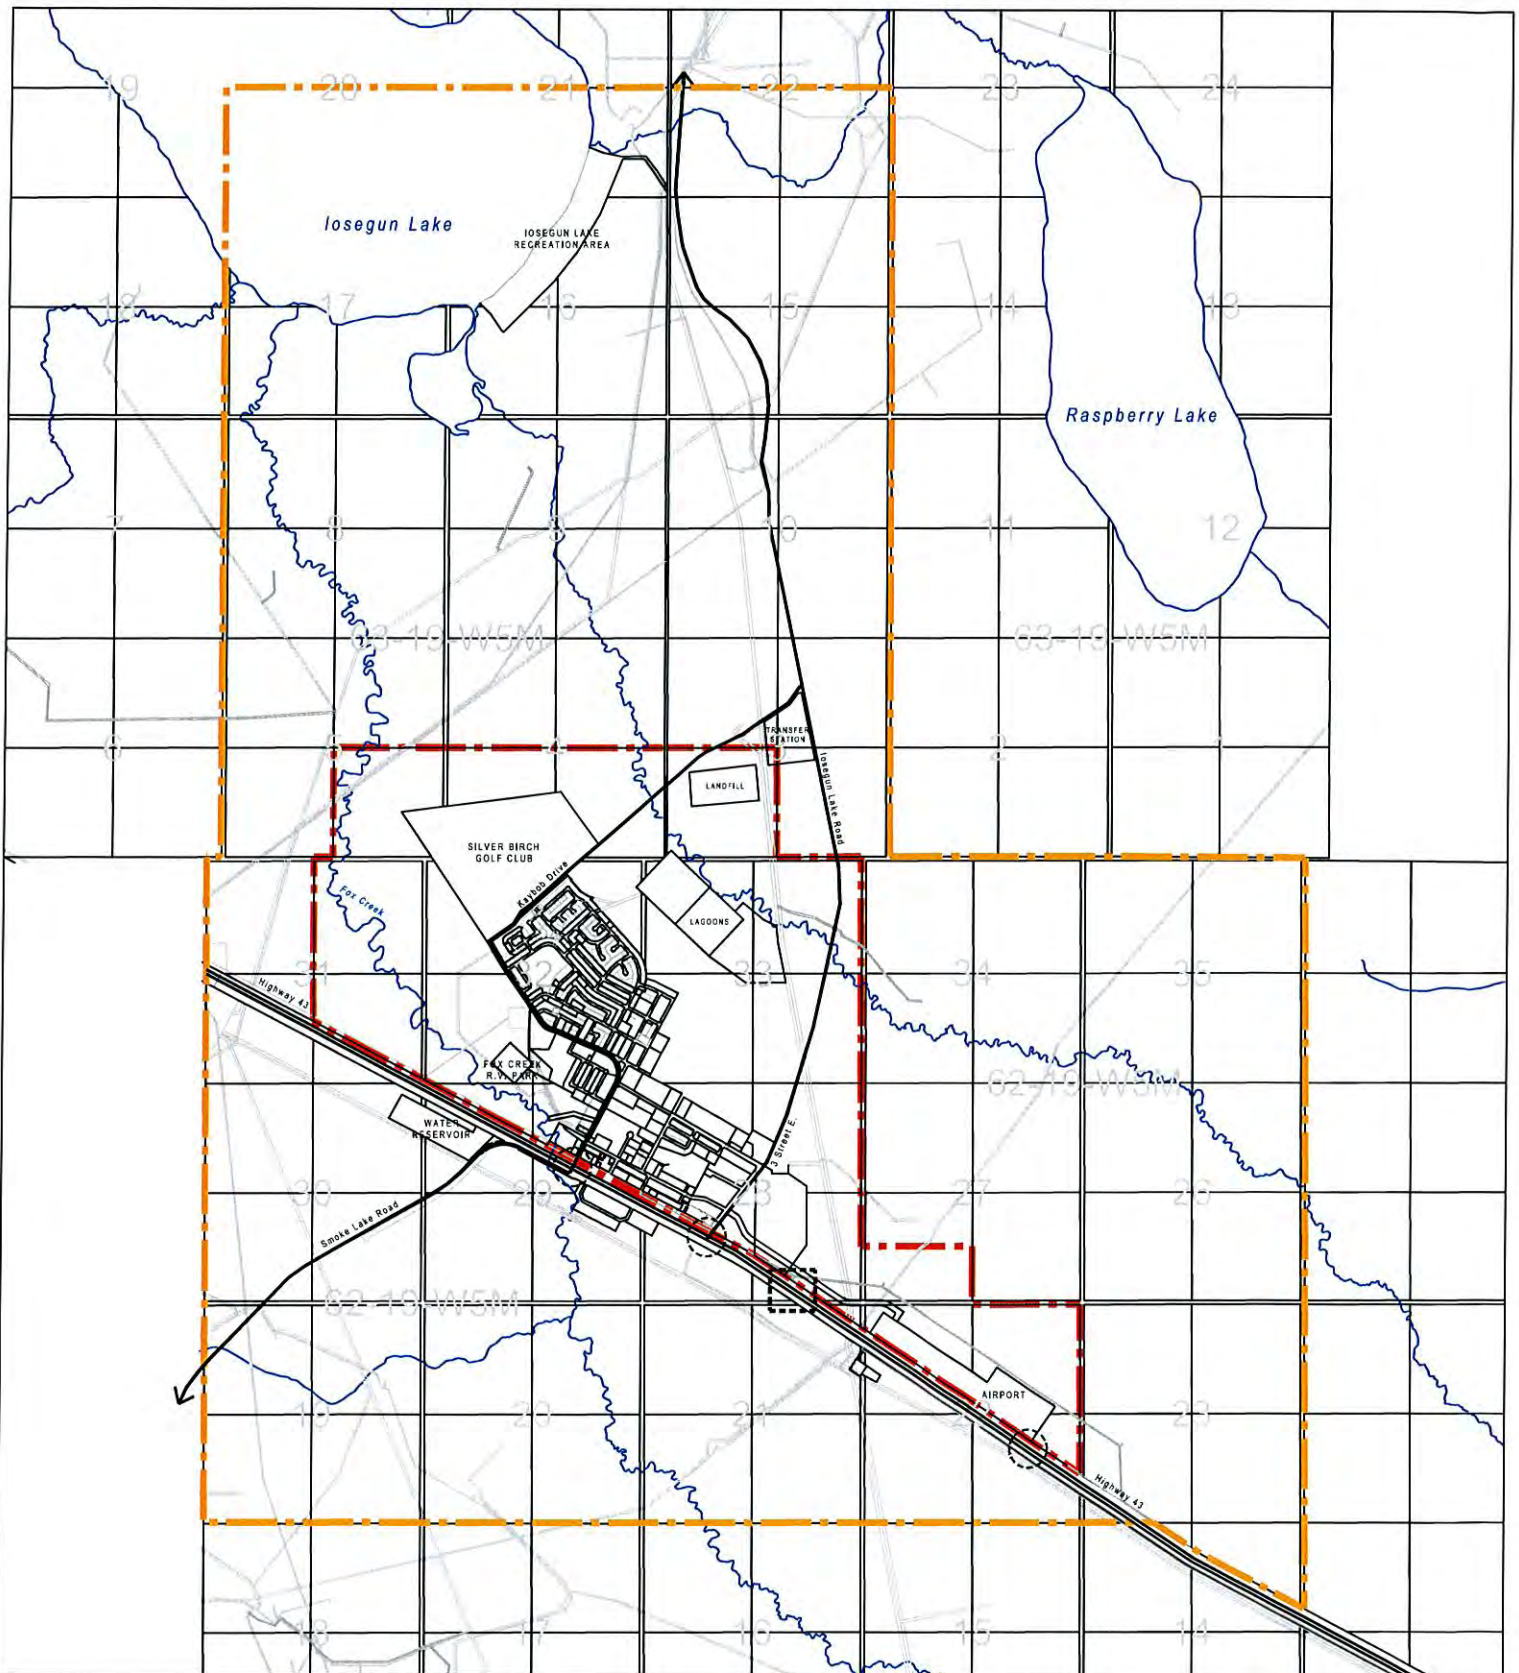 19
20
21
22
23
24
Iosegun Lake
IOSEGUN LAKE
RECREATION AREA
18
17
16
15
14
13
Raspberry Lake
7
8
9
10
11
12
63-19-W5M
63-19-W5M
TRANSFER
STATION
6
5
4
3
2
1
Iosegun Lake Road
LANDFILL
SILVER BIRCH
GOLF CLUB
Kaybob Drive
Fox Creek
LAGOONS
31
32
33
34
35
Highway 43
FOX CREEK
R.V. PARK
62-19-W5M
WATER
RESERVOIR
3 Street E.
30
29
28
27
26
Smoke Lake Road
62-19-W5M
AIRPORT
19
20
21
22
23
Highway 43
18
17
16
15
14